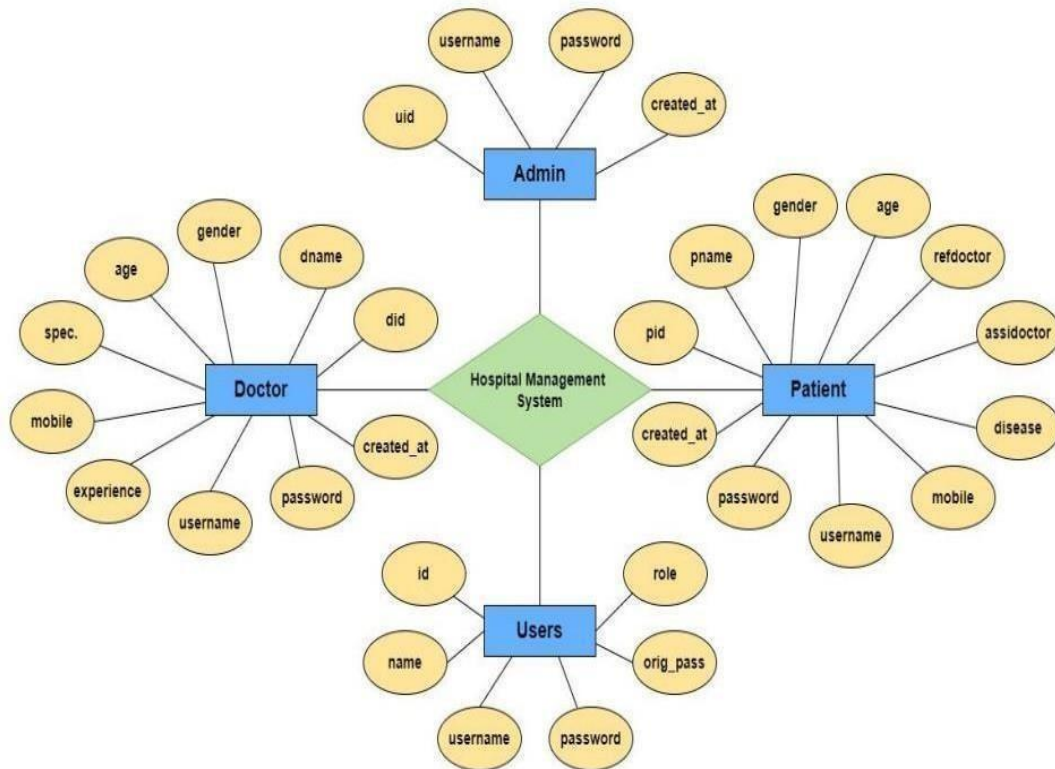 username
password
uid
created_at
Admin
gender
age
gender
dname
pname
refdoctor
age
did
pid
assidoctor
spec.
Doctor
Hospital Management
System
Patient
mobile
created_at
created_at
disease
experience
password
password
mobile
username
username
id
role
Users
name
orig_pass
username
password